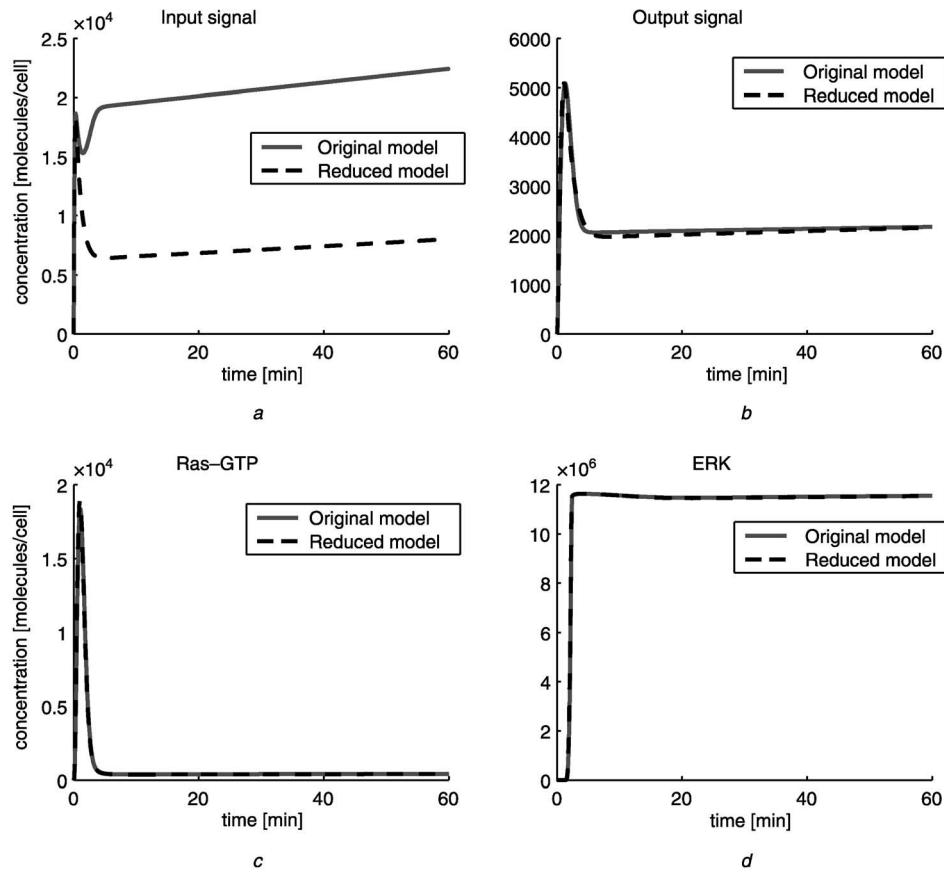 Input signal
×10⁴
2.5
2
1.5
1
0.5
0
concentration [molecules/cell]
Original model
Reduced model
0 20 40 60
time [min]
a
Output signal
6000
5000
4000
3000
2000
1000
0
Original model
Reduced model
0 20 40 60
time [min]
b
Ras–GTP
×10⁴
2
1.5
1
0.5
0
concentration [molecules/cell]
Original model
Reduced model
0 20 40 60
time [min]
c
ERK
×10⁶
12
10
8
6
4
2
0
Original model
Reduced model
0 20 40 60
time [min]
d